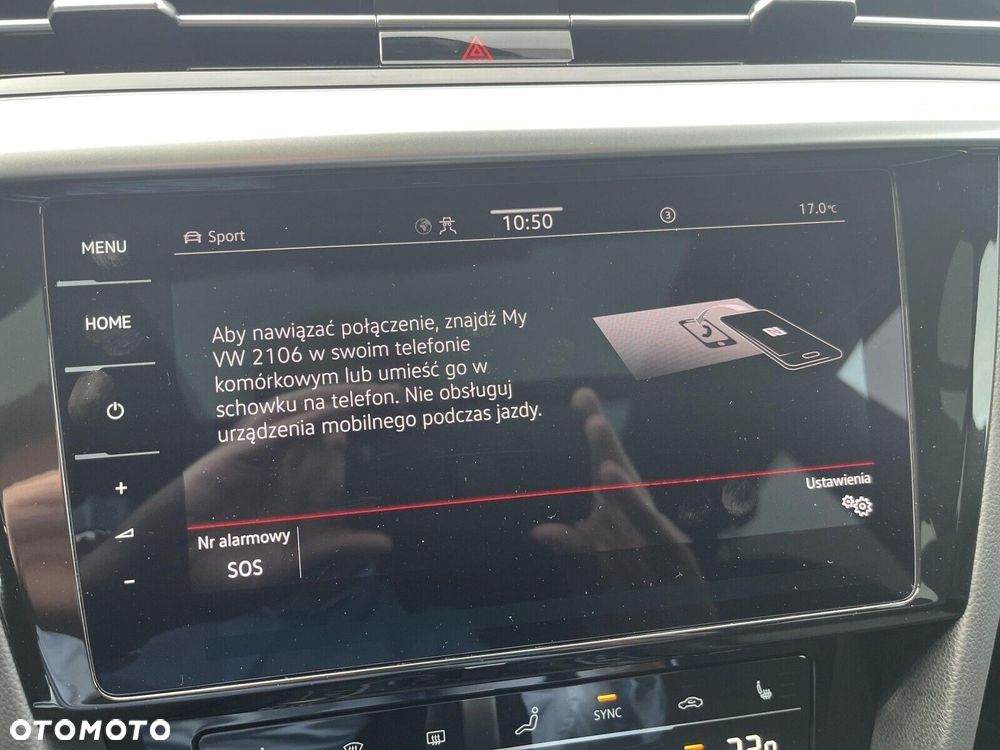 MENU
Sport
10:50
3
17.0°C
HOME
Aby nawiązać połączenie, znajdź My
VW 2106 w swoim telefonie
komórkowym lub umieść go w
schowku na telefon. Nie obsługuj
urządzenia mobilnego podczas jazdy.
+
-
Ustawienia
Nr alarmowy
SOS
SYNC
OTOMOTO